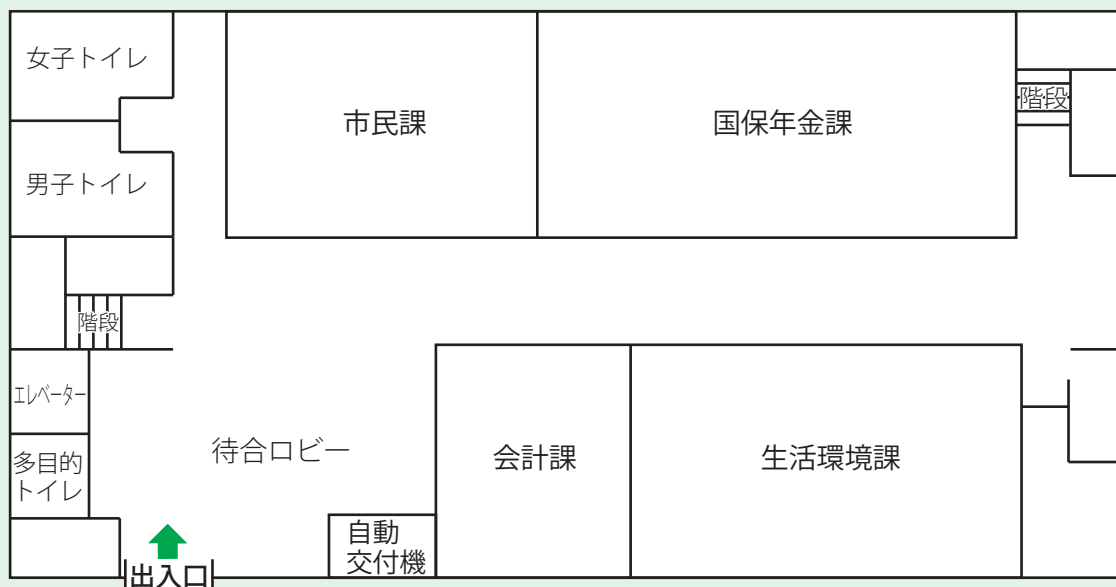 女子トイレ
市民課
国保年金課
階段
男子トイレ
階段
エレベーター
待合ロビー
会計課
生活環境課
多目的
トイレ
自動
交付機
出入口